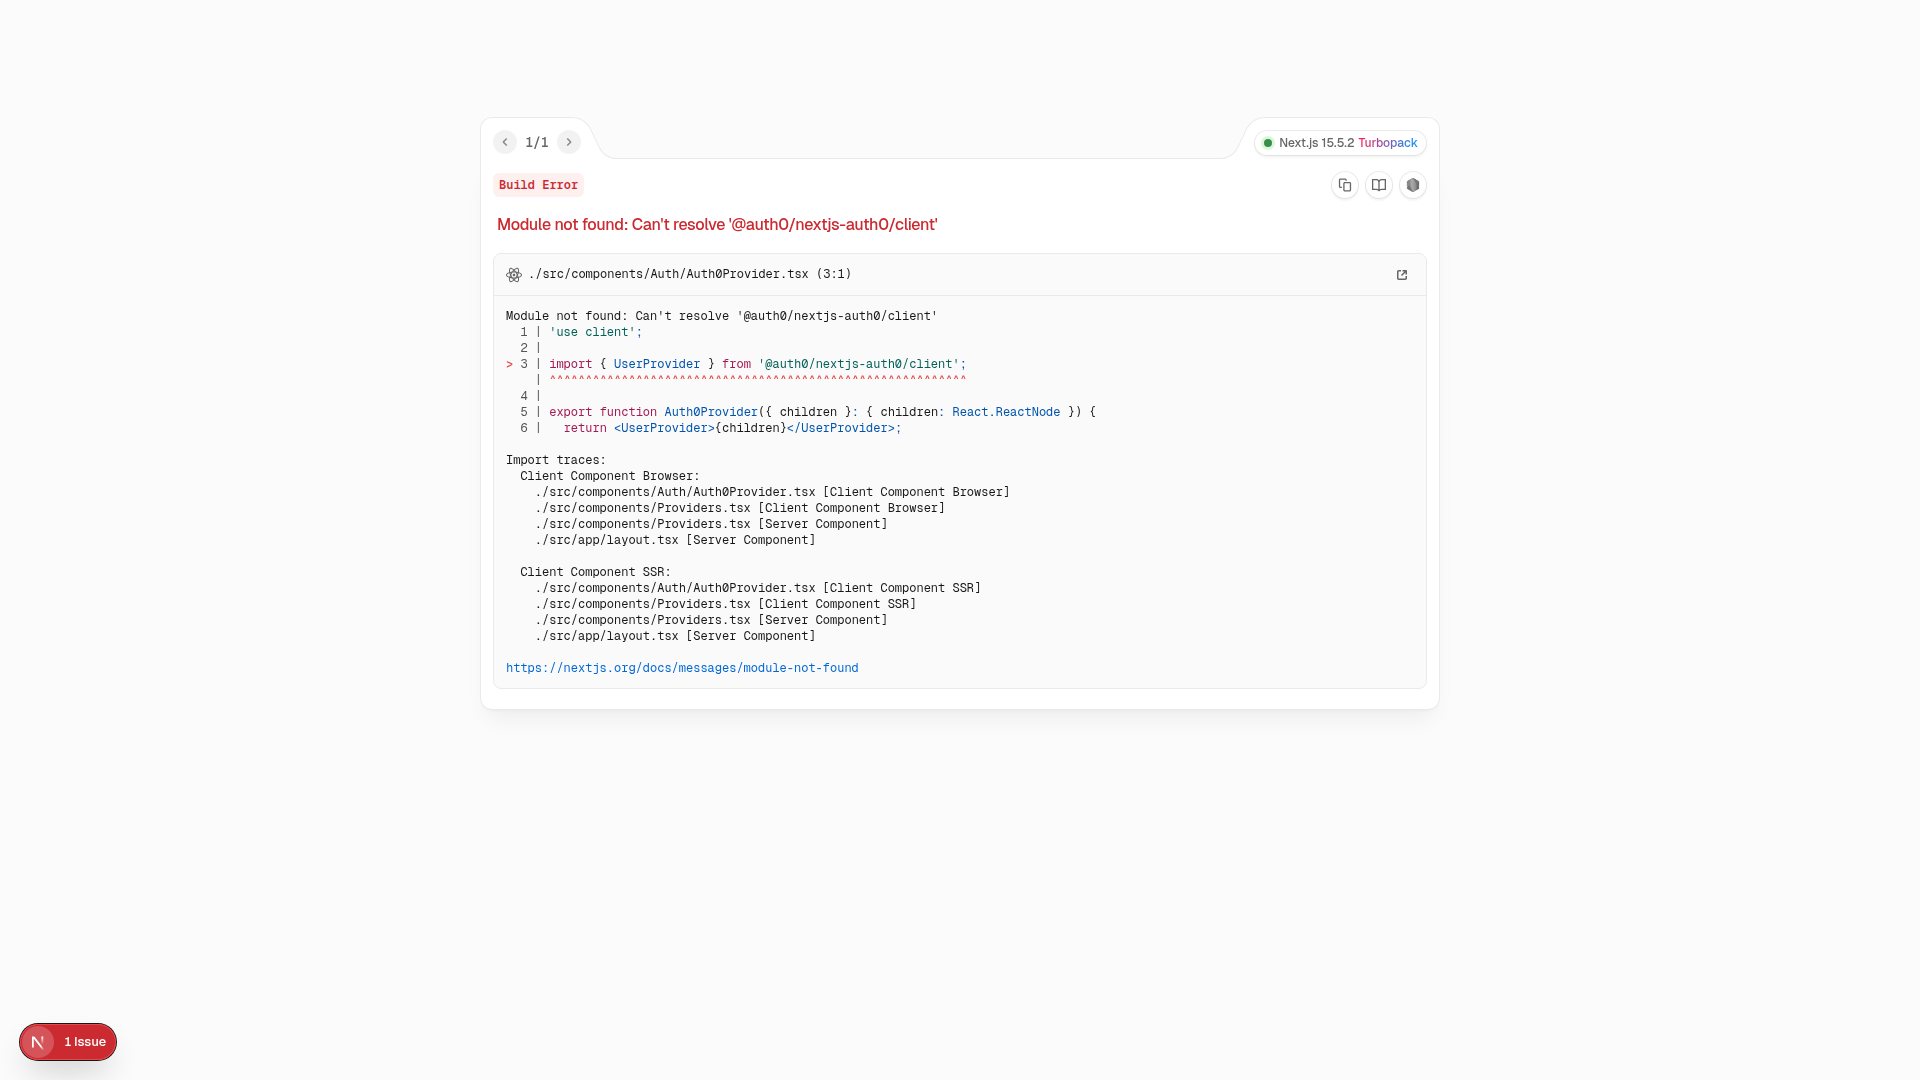 1/1
Next.js 15.5.2 Turbopack
Build Error
Module not found: Can't resolve '@auth0/nextjs-auth0/client'
./src/components/Auth/Auth0Provider.tsx (3:1)
Module not found: Can't resolve '@auth0/nextjs-auth0/client'
1 | 'use client';
2 |
> 3 | import { UserProvider } from '@auth0/nextjs-auth0/client';
| ^^^^^^^^^^^^^^^^^^^^^^^^^^^^^^^^^^^^^^^^^^^^^^^^^^^^^^^^^^
4 |
5 | export function Auth0Provider({ children }: { children: React.ReactNode }) {
6 |   return <UserProvider>{children}</UserProvider>;
Import traces:
Client Component Browser:
./src/components/Auth/Auth0Provider.tsx [Client Component Browser]
./src/components/Providers.tsx [Client Component Browser]
./src/components/Providers.tsx [Server Component]
./src/app/layout.tsx [Server Component]
Client Component SSR:
./src/components/Auth/Auth0Provider.tsx [Client Component SSR]
./src/components/Providers.tsx [Client Component SSR]
./src/components/Providers.tsx [Server Component]
./src/app/layout.tsx [Server Component]
https://nextjs.org/docs/messages/module-not-found
N 1 Issue